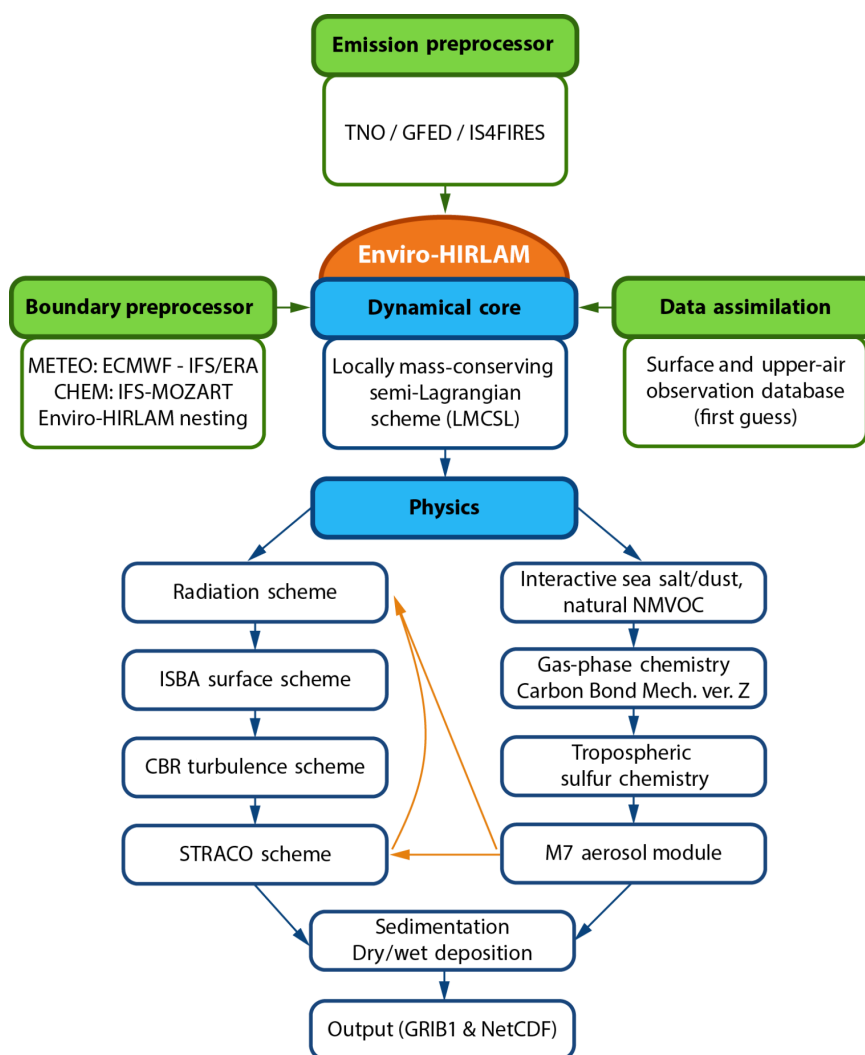 Emission preprocessor
TNO / GFED / IS4FIRES
Enviro-HIRLAM
Boundary preprocessor
METEO: ECMWF - IFS/ERA
CHEM: IFS-MOZART
Enviro-HIRLAM nesting
Dynamical core
Locally mass-conserving
semi-Lagrangian
scheme (LMCSL)
Data assimilation
Surface and upper-air
observation database
(first guess)
Physics
Radiation scheme
ISBA surface scheme
CBR turbulence scheme
STRACO scheme
Interactive sea salt/dust,
natural NMVOC
Gas-phase chemistry
Carbon Bond Mech. ver. Z
Tropospheric
sulfur chemistry
M7 aerosol module
Sedimentation
Dry/wet deposition
Output (GRIB1 & NetCDF)